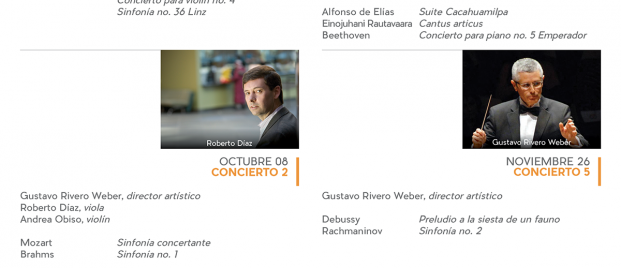 Concierto para violín no. 4
Sinfonía no. 36 Linz
Roberto Díaz
OCTUBRE 08
CONCIERTO 2
Gustavo Rivero Weber, director artístico
Roberto Díaz, viola
Andrea Obiso, violín
Mozart Sinfonía concertante
Brahms Sinfonía no. 1
Alfonso de Elías Suite Cacahuamilpa
Einojuhani Rautavaara Cantus articus
Beethoven Concierto para piano no. 5 Emperador
Gustavo Rivero Weber
NOVIEMBRE 26
CONCIERTO 5
Gustavo Rivero Weber, director artístico
Debussy Preludio a la siesta de un fauno
Rachmaninov Sinfonía no. 2